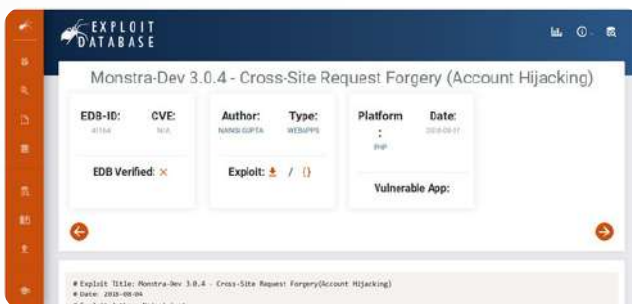 EXPLOIT
DATABASE
Monstra-Dev 3.0.4 - Cross-Site Request Forgery (Account Hijacking)
EDB-ID:
CVE:
N/A
EDB Verified: ×
Author:
NAINSI GUPTA
Type:
WEBAPPS
Exploit: / {}
Platform
:
PHP
Date:
Vulnerable App:
# Exploit Title: Monstra-Dev 3.0.4 - Cross-Site Request Forgery(Account Hijacking)
# Date: 2018-08-04